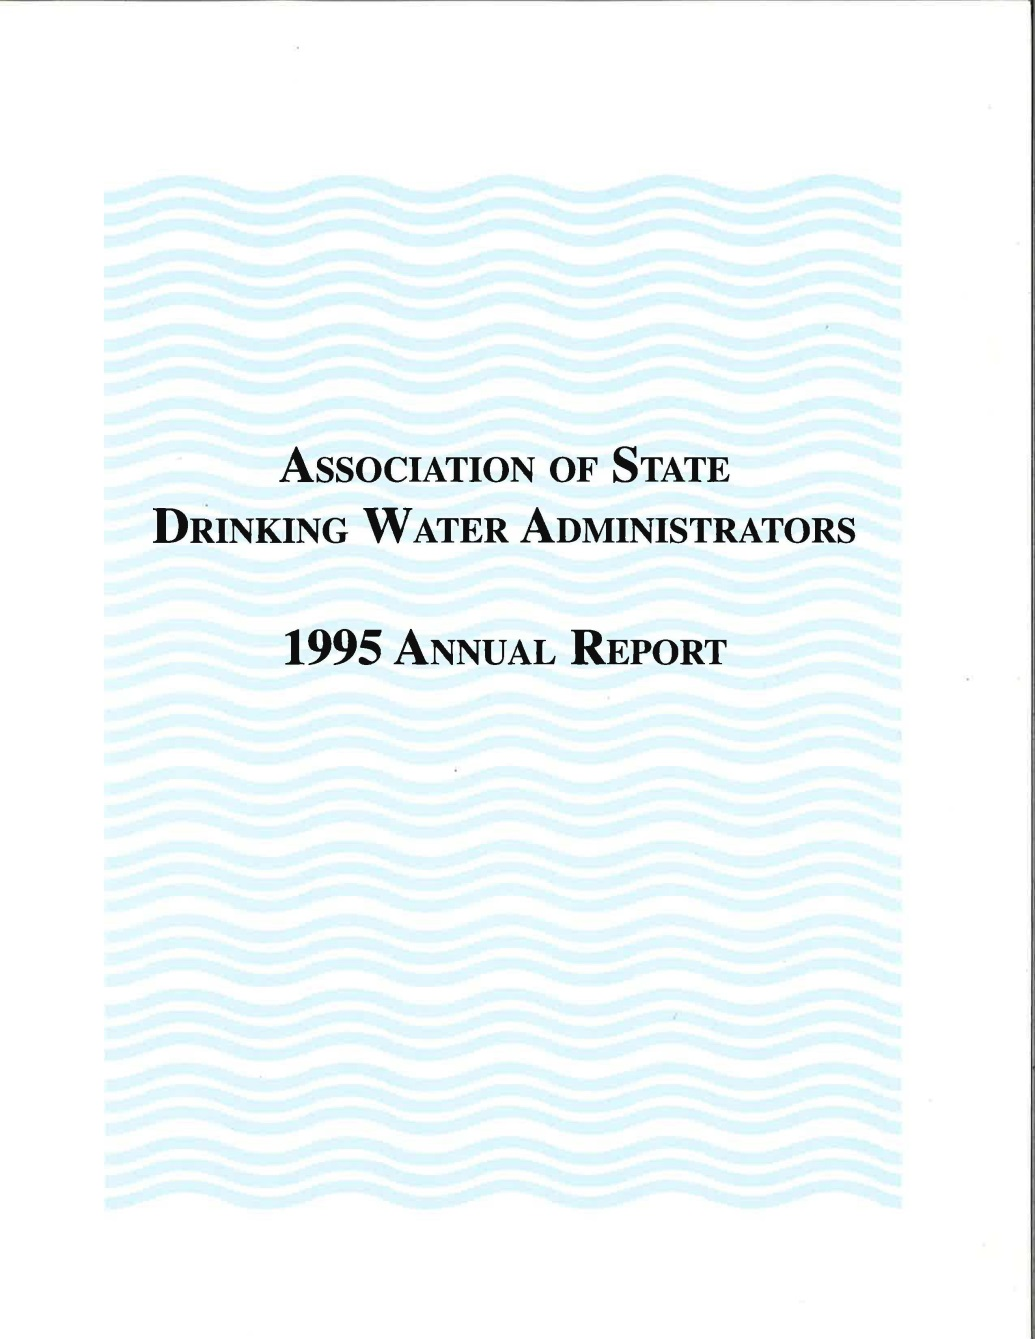 Association of State
Drinking Water Administrators
1995 Annual Report